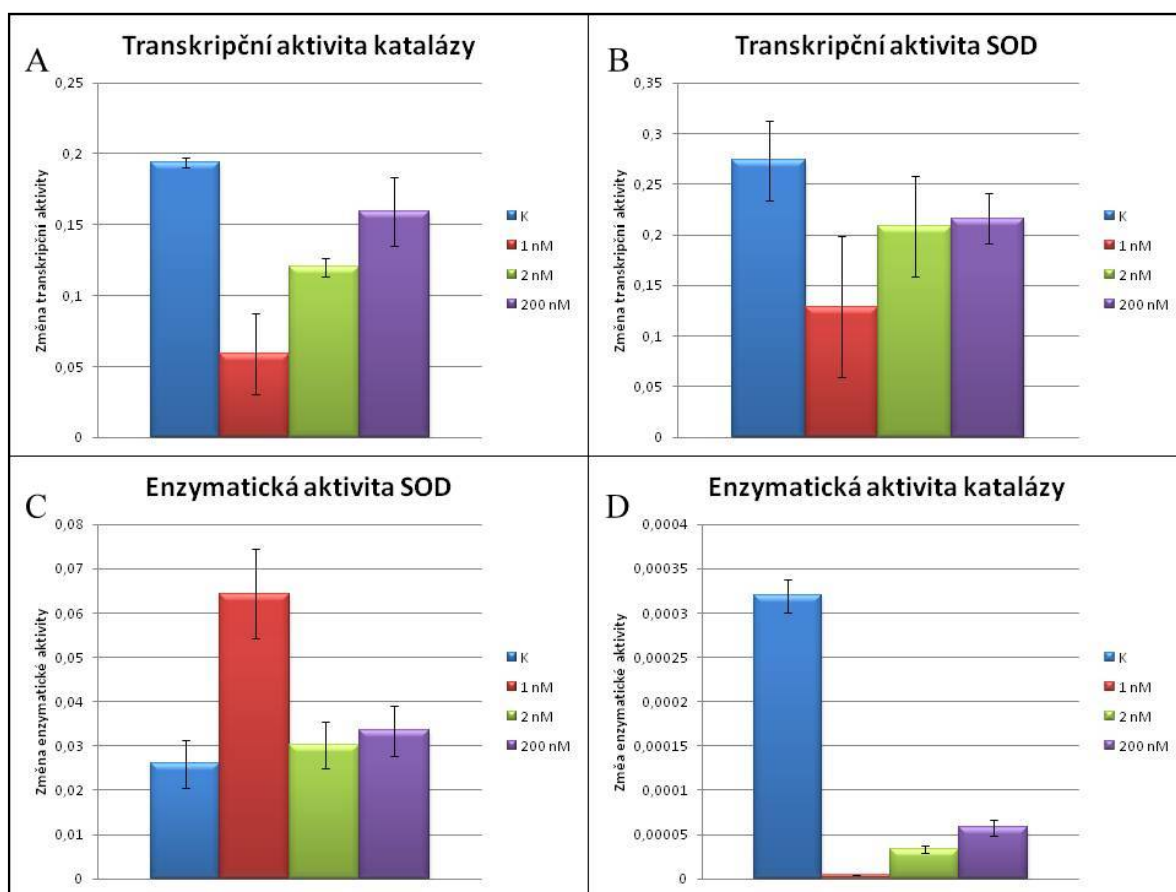 A
Transkripční aktivita katalázy
Změna transkripční aktivity
0,25
0,2
0,15
0,1
0,05
0
K
1 nM
2 nM
200 nM
B
Transkripční aktivita SOD
Změna transkripční aktivity
0,35
0,3
0,25
0,2
0,15
0,1
0,05
0
K
1 nM
2 nM
200 nM
C
Enzymatická aktivita SOD
Změna enzymatické aktivity
0,08
0,07
0,06
0,05
0,04
0,03
0,02
0,01
0
K
1 nM
2 nM
200 nM
D
Enzymatická aktivita katalázy
Změa enzymatické aktivity
0,0004
0,00035
0,0003
0,00025
0,0002
0,00015
0,0001
0,00005
0
K
1 nM
2 nM
200 nM